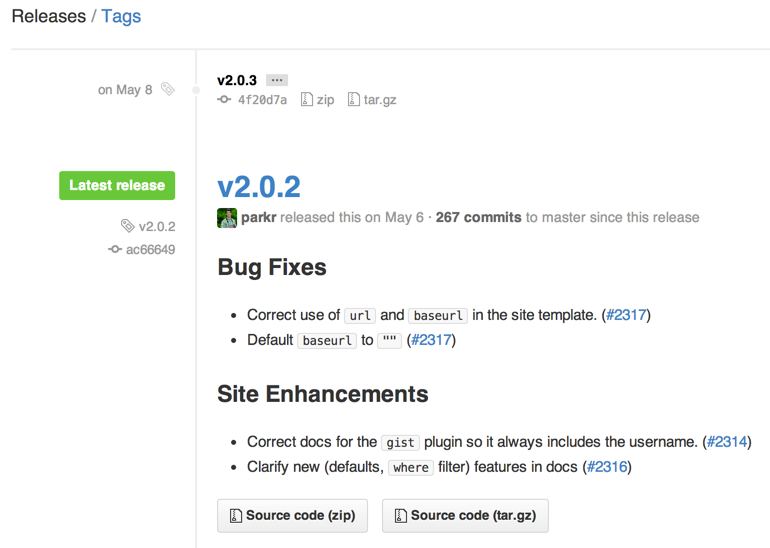 Releases / Tags
on May 8
v2.0.3 ...
4f20d7a zip tar.gz
Latest release
v2.0.2
ac66649
v2.0.2
parkr released this on May 6 · 267 commits to master since this release
Bug Fixes
• Correct use of url and baseurl in the site template. (#2317)
• Default baseurl to "" (#2317)
Site Enhancements
• Correct docs for the gist plugin so it always includes the username. (#2314)
• Clarify new (defaults, where filter) features in docs (#2316)
Source code (zip) Source code (tar.gz)